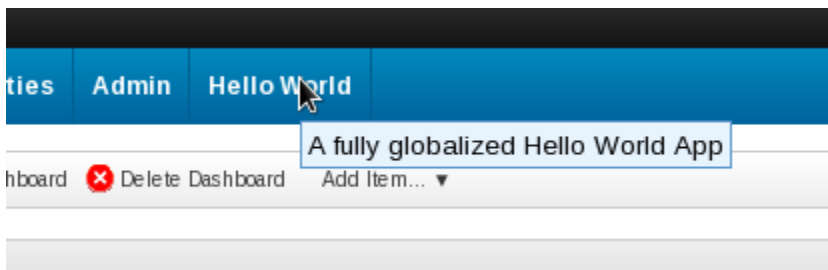 ties Admin Hello World
A fully globalized Hello World App
hboard Delete Dashboard Add Item... ▼